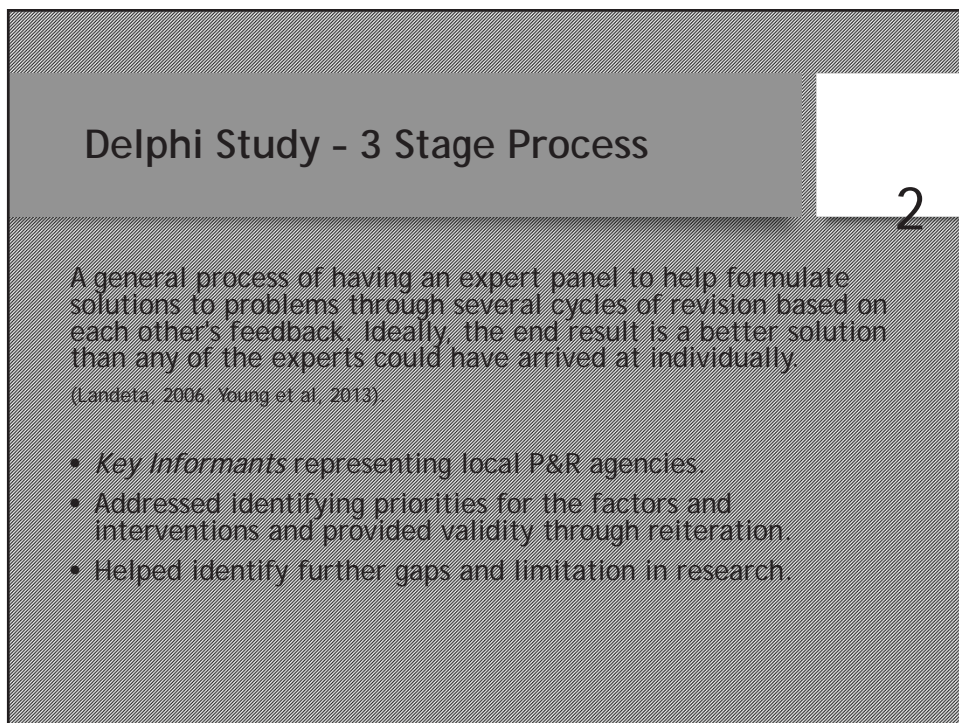 Delphi Study – 3 Stage Process
2
A general process of having an expert panel to help formulate
solutions to problems through several cycles of revision based on
each other's feedback. Ideally, the end result is a better solution
than any of the experts could have arrived at individually.
(Landeta, 2006, Young et al, 2013).
• Key Informants representing local P&R agencies.
• Addressed identifying priorities for the factors and
interventions and provided validity through reiteration.
• Helped identify further gaps and limitation in research.